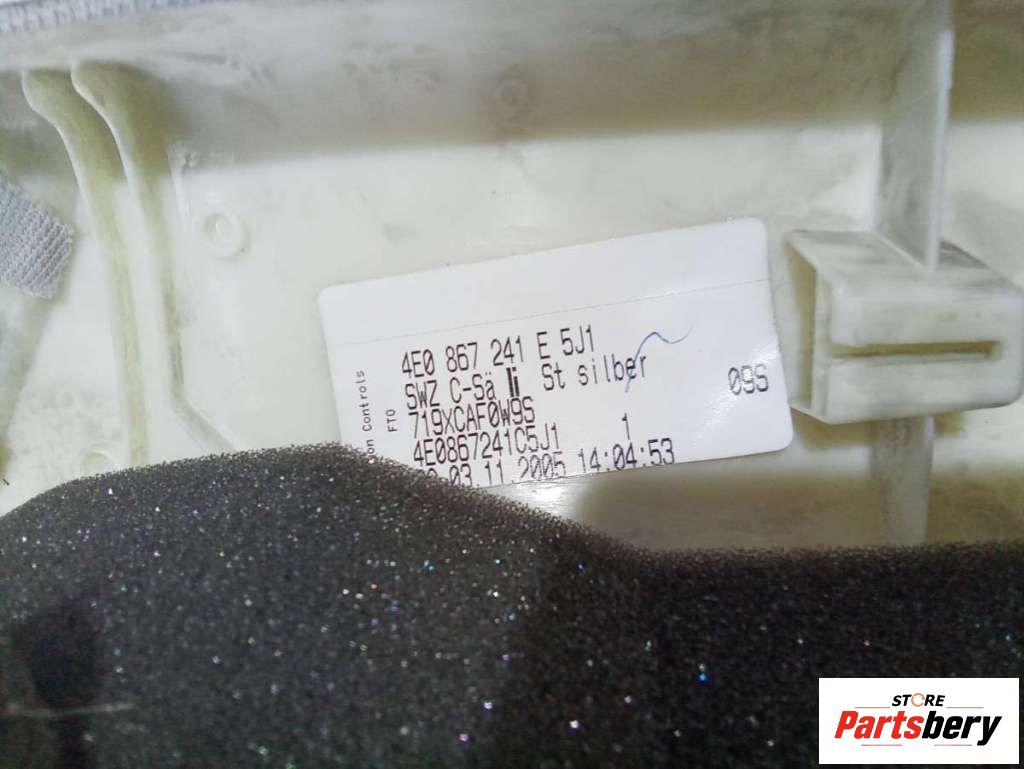 4E0 867 241 E 5J1
SWZ C-Sä li St silber
719xCAF0W9S
4E0867241C5J1 1
03.11.2005 14:04:53
09S
on Controls
FTO
STORE
Partsbery